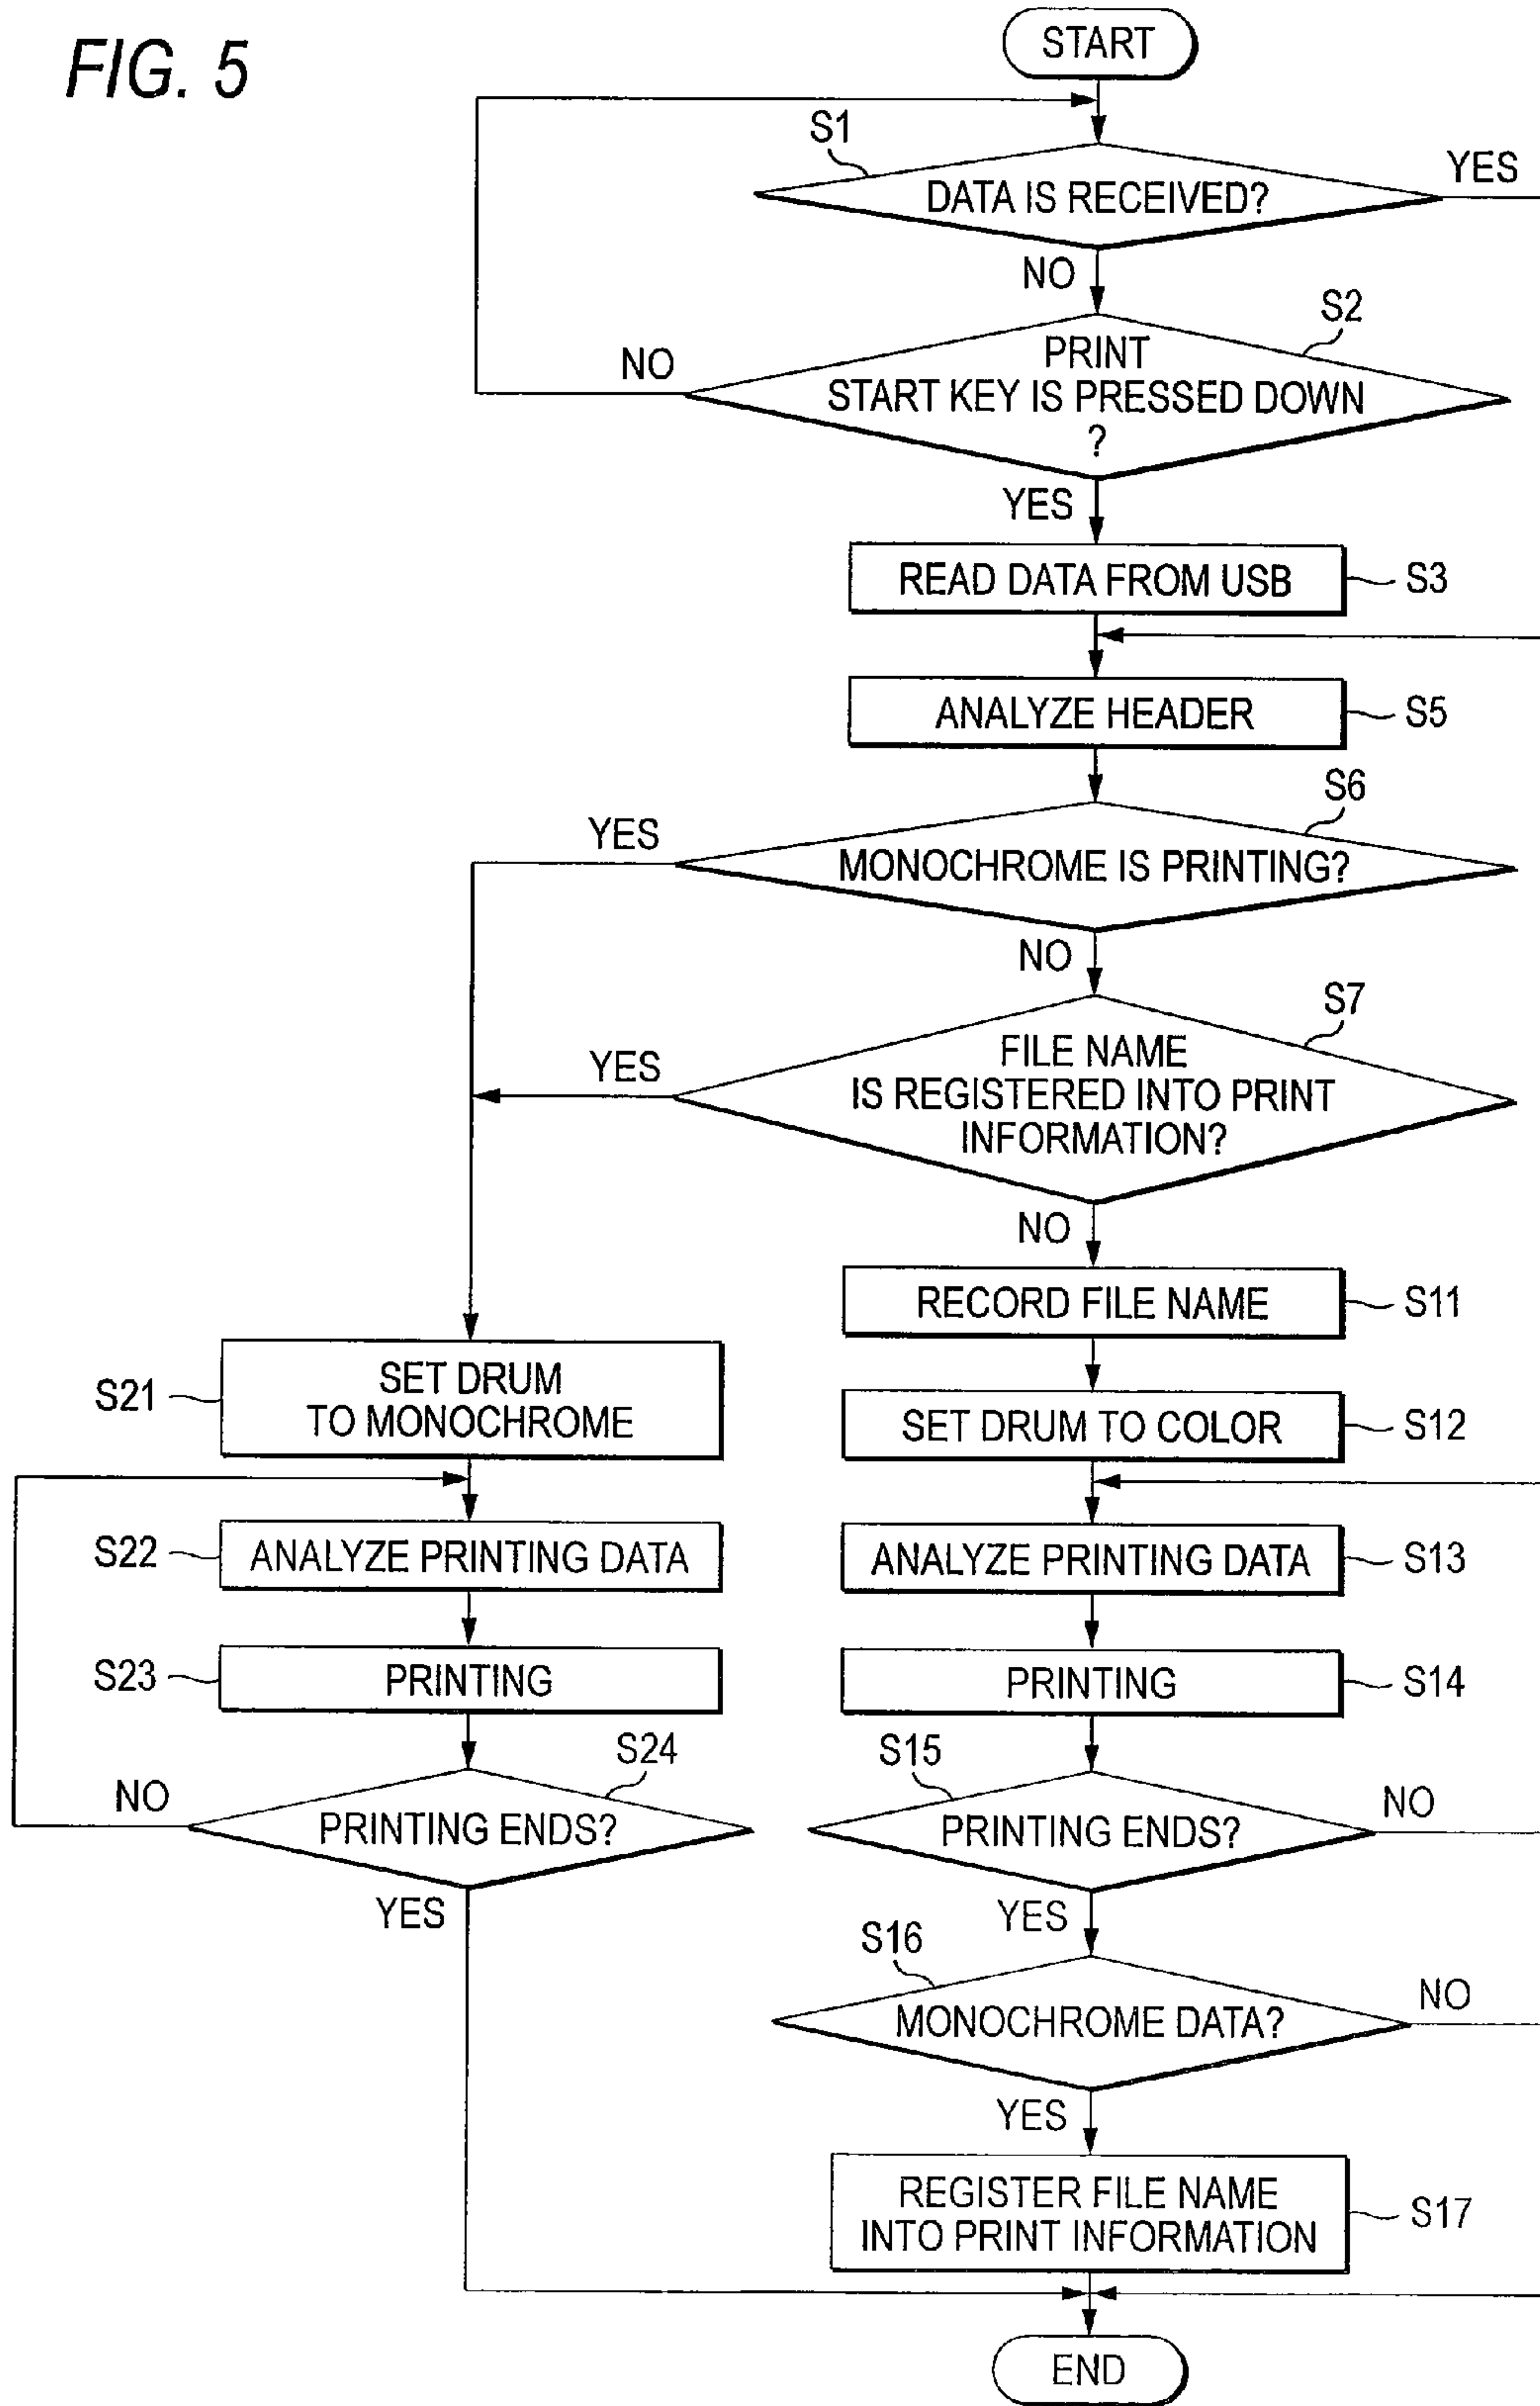 FIG. 5
START
S1
DATA IS RECEIVED?
YES
NO
S2
PRINT
START KEY IS PRESSED DOWN
?
NO
YES
READ DATA FROM USB
S3
ANALYZE HEADER
S5
S6
YES
MONOCHROME IS PRINTING?
NO
S7
YES
FILE NAME
IS REGISTERED INTO PRINT
INFORMATION?
NO
RECORD FILE NAME
S11
S21
SET DRUM
TO MONOCHROME
SET DRUM TO COLOR
S12
S22
ANALYZE PRINTING DATA
ANALYZE PRINTING DATA
S13
S23
PRINTING
PRINTING
S14
S24
NO
PRINTING ENDS?
YES
S15
PRINTING ENDS?
NO
YES
S16
MONOCHROME DATA?
NO
YES
REGISTER FILE NAME
INTO PRINT INFORMATION
S17
END